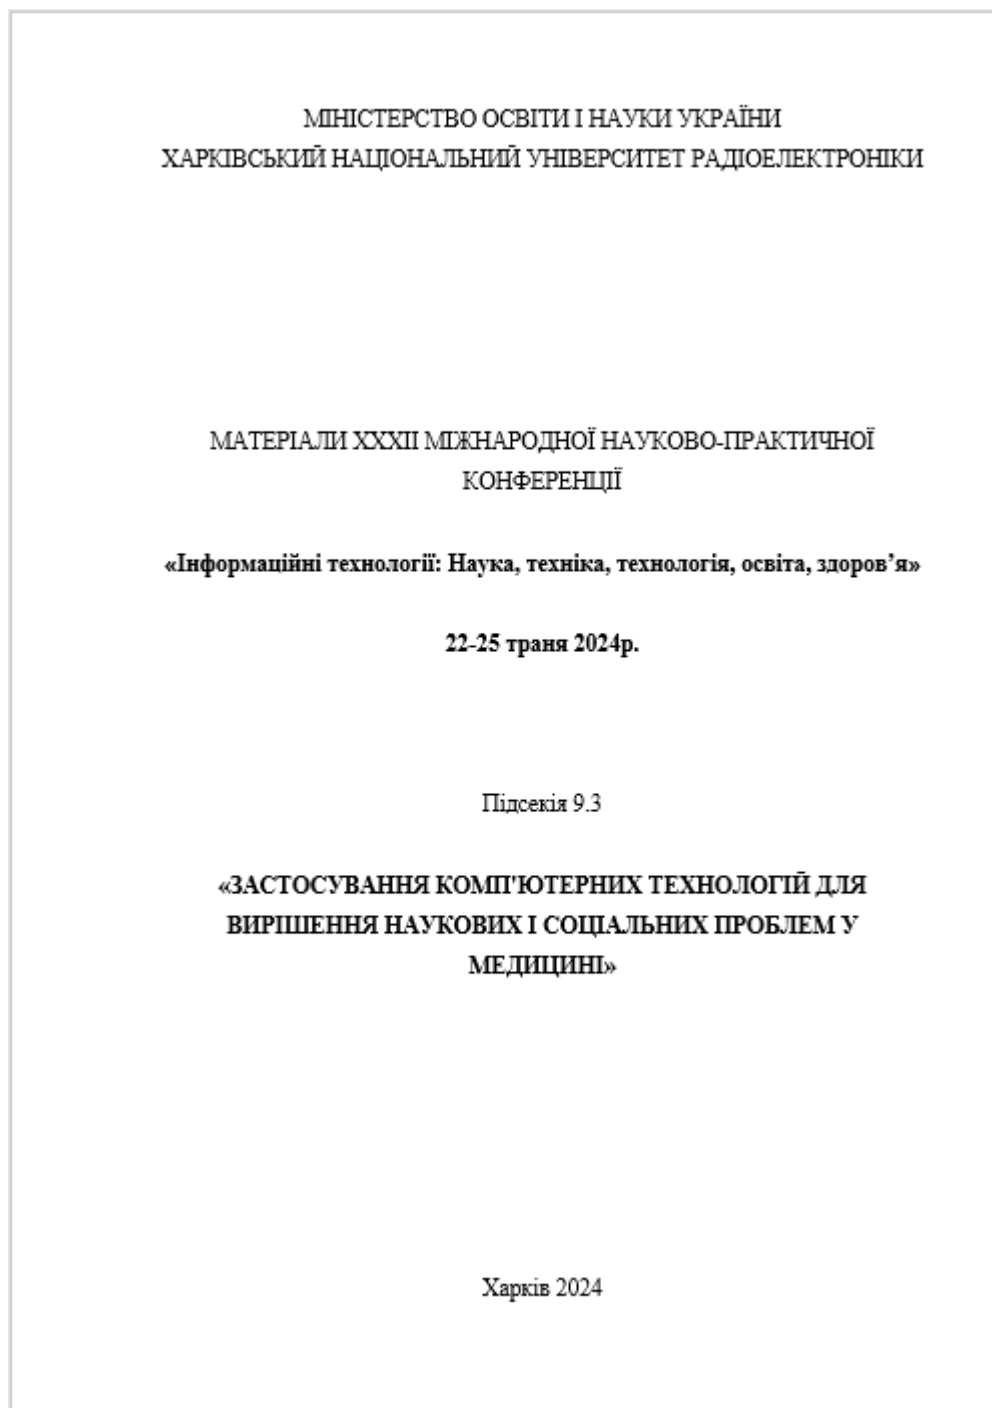 МІНІСТЕРСТВО ОСВІТИ І НАУКИ УКРАЇНИ
ХАРКІВСЬКИЙ НАЦІОНАЛЬНИЙ УНІВЕРСИТЕТ РАДІОЕЛЕКТРОНІКИ
МАТЕРІАЛИ XXXII МІЖНАРОДНОЇ НАУКОВО-ПРАКТИЧНОЇ
КОНФЕРЕНЦІЇ
«Інформаційні технології: Наука, техніка, технологія, освіта, здоров’я»
22-25 траня 2024р.
Підсекія 9.3
«ЗАСТОСУВАННЯ КОМП'ЮТЕРНИХ ТЕХНОЛОГІЙ ДЛЯ
ВИРІШЕННЯ НАУКОВИХ І СОЦІАЛЬНИХ ПРОБЛЕМ У
МЕДИЦИНІ»
Харків 2024